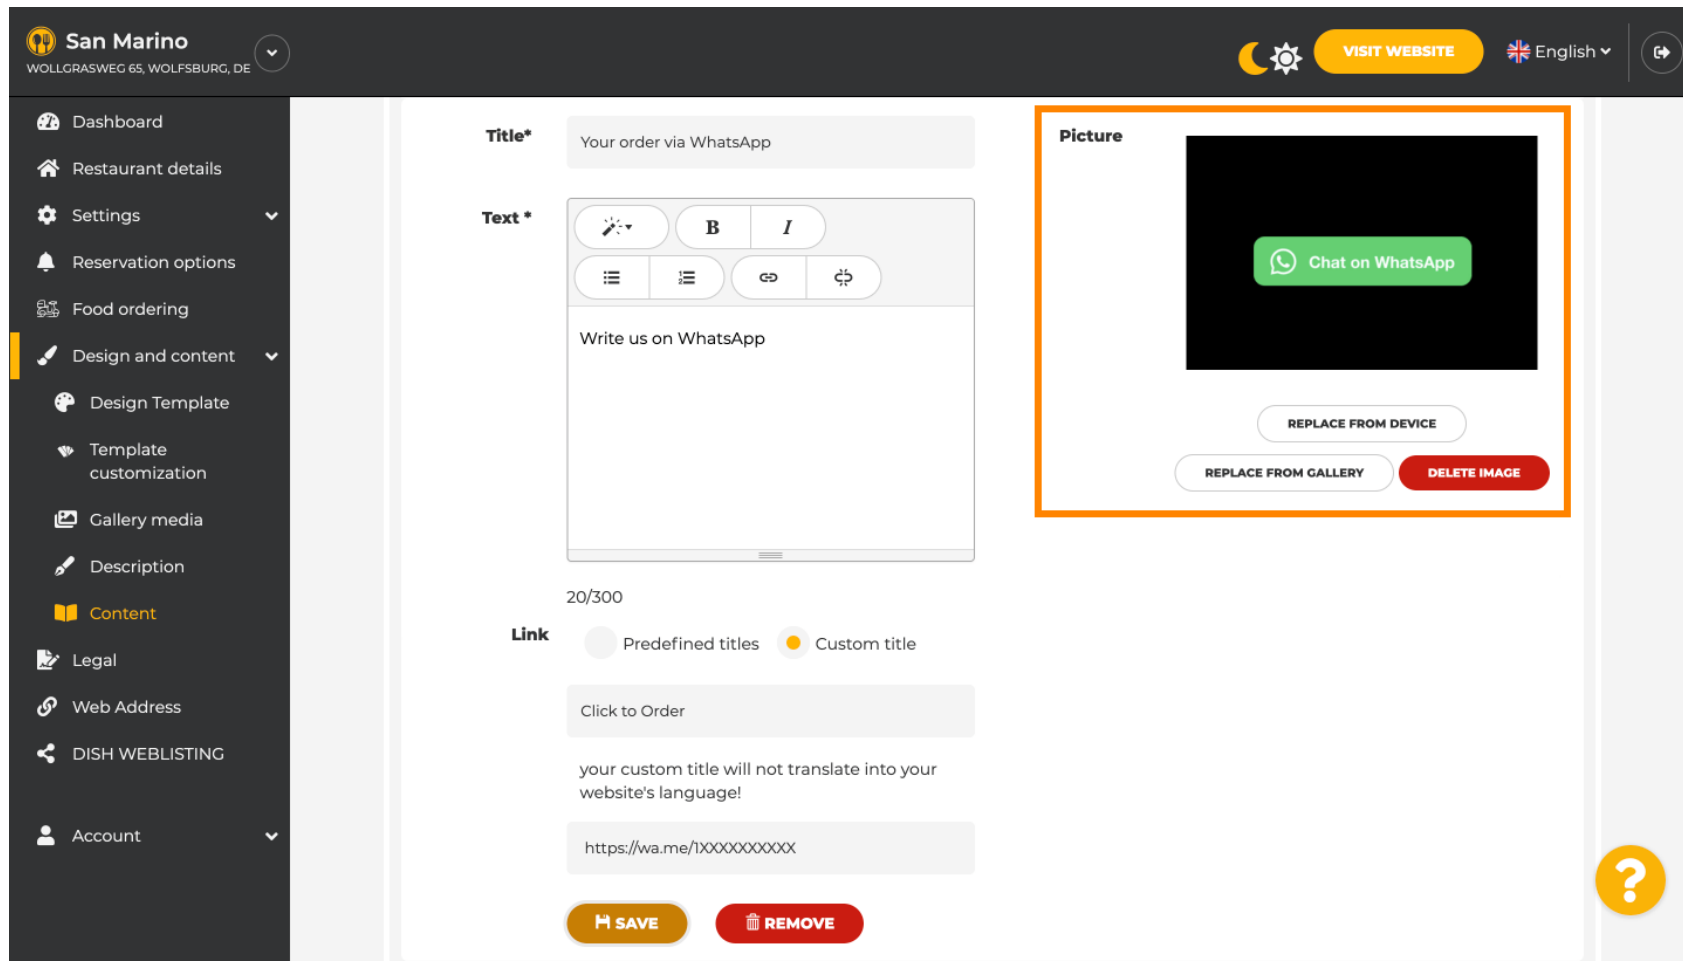 San Marino
WOLLGRASWEG 65, WOLFSBURG, DE
VISIT WEBSITE
English
Dashboard
Restaurant details
Settings
Reservation options
Food ordering
Design and content
Design Template
Template
customization
Gallery media
Description
Content
Legal
Web Address
DISH WEBLISTING
Account
Title*
Your order via WhatsApp
Text *
B
I
Write us on WhatsApp
20/300
Link
Predefined titles
Custom title
Click to Order
your custom title will not translate into your
website's language!
https://wa.me/1XXXXXXXXXX
SAVE
REMOVE
Picture
Chat on WhatsApp
REPLACE FROM DEVICE
REPLACE FROM GALLERY
DELETE IMAGE
?